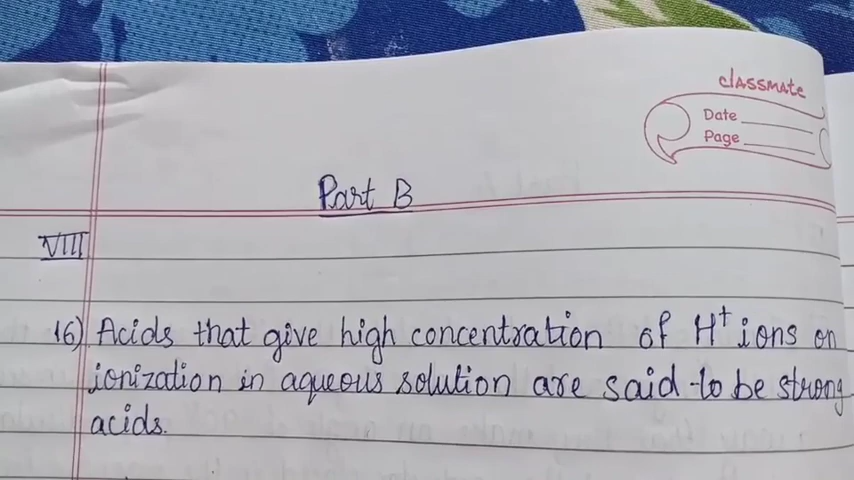 classmate
Date
Page
Part B
VIII
16) Acids that give high concentration of H⁺ ions on
ionization in aqueous solution are said to be strong
acids.